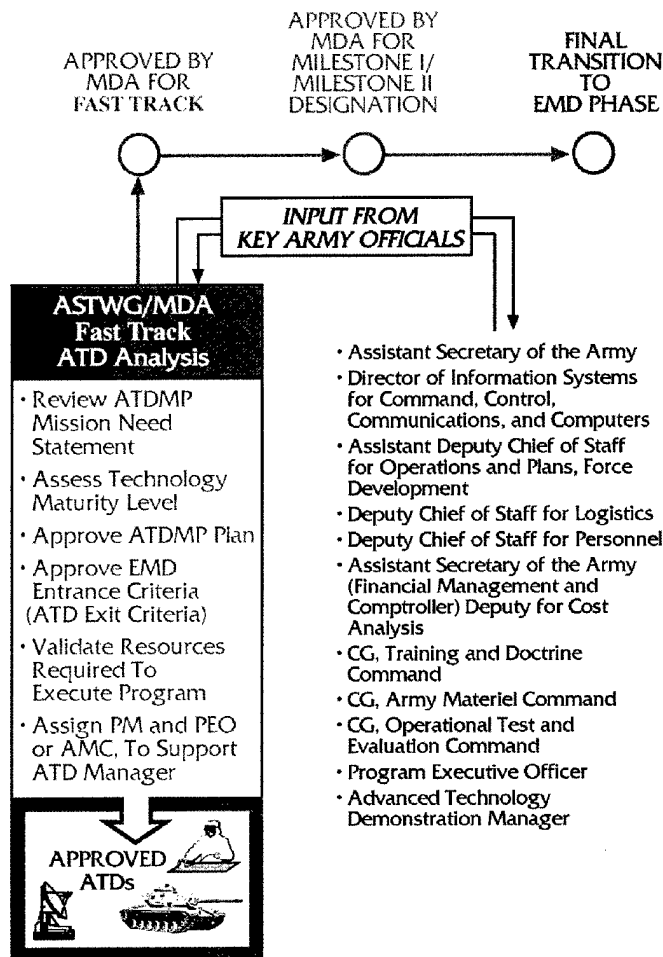 APPROVED BY
MDA FOR
FAST TRACK
APPROVED BY
MDA FOR
MILESTONE I/
MILESTONE II
DESIGNATION
FINAL
TRANSITION
TO
EMD PHASE
INPUT FROM
KEY ARMY OFFICIALS
ASTWG/MDA
Fast Track
ATD Analysis
· Review ATDMP
Mission Need
Statement
· Assess Technology
Maturity Level
· Approve ATDMP Plan
· Approve EMD
Entrance Criteria
(ATD Exit Criteria)
· Validate Resources
Required To
Execute Program
· Assign PM and PEO
or AMC, To Support
ATD Manager
APPROVED
ATDs
· Assistant Secretary of the Army
· Director of Information Systems
for Command, Control,
Communications, and Computers
· Assistant Deputy Chief of Staff
for Operations and Plans, Force
Development
· Deputy Chief of Staff for Logistics
· Deputy Chief of Staff for Personnel
· Assistant Secretary of the Army
(Financial Management and
Comptroller) Deputy for Cost
Analysis
· CG, Training and Doctrine
Command
· CG, Army Materiel Command
· CG, Operational Test and
Evaluation Command
· Program Executive Officer
· Advanced Technology
Demonstration Manager